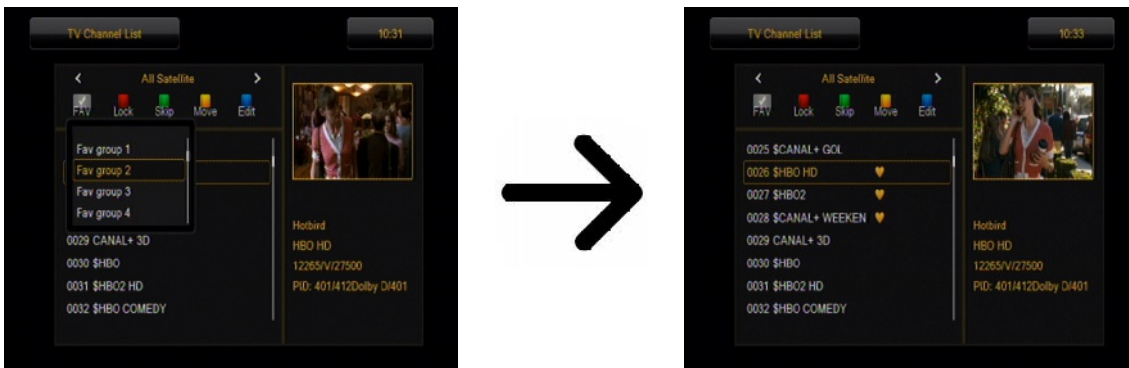 TV Channel List
10:31
All Satellite
FAV Lock Skip Move Edit
Fav group 1
Fav group 2
Fav group 3
Fav group 4
0029 CANAL+ 3D
0030 $HBO
0031 $HBO2 HD
0032 $HBO COMEDY
Hotbird
HBO HD
12265/V/27500
PID: 401/412Dolby D/401
TV Channel List
10:33
All Satellite
FAV Lock Skip Move Edit
0025 $CANAL+ GOL
0026 $HBO HD
0027 $HBO2
0028 $CANAL+ WEEKEN
0029 CANAL+ 3D
0030 $HBO
0031 $HBO2 HD
0032 $HBO COMEDY
Hotbird
HBO HD
12265/V/27500
PID: 401/412Dolby D/401